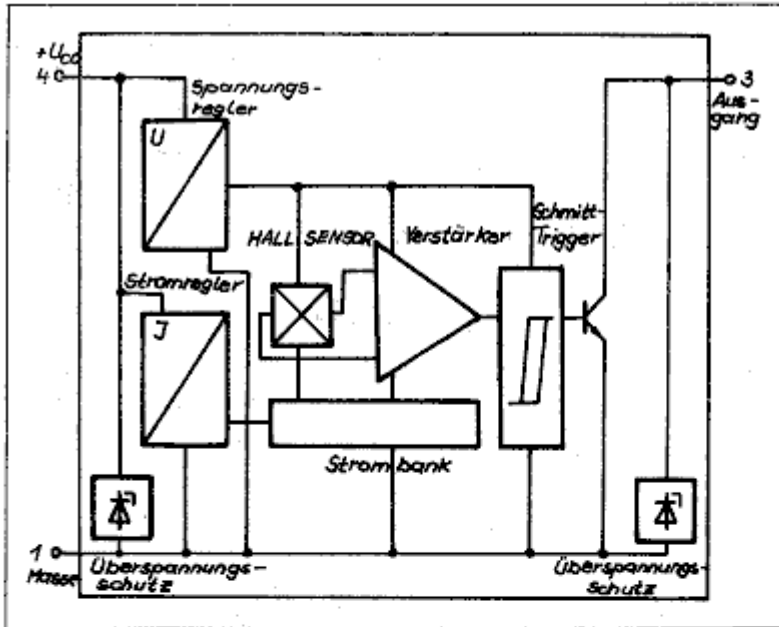 +Ucc
4
Spannungs-
regler
3
Aus-
gang
U
HALL SENSOR
Verstärker
Schmitt-
Trigger
Stromregler
J
Strombank
1
Masse
Überspannungs-
schutz
Überspannungs-
schutz